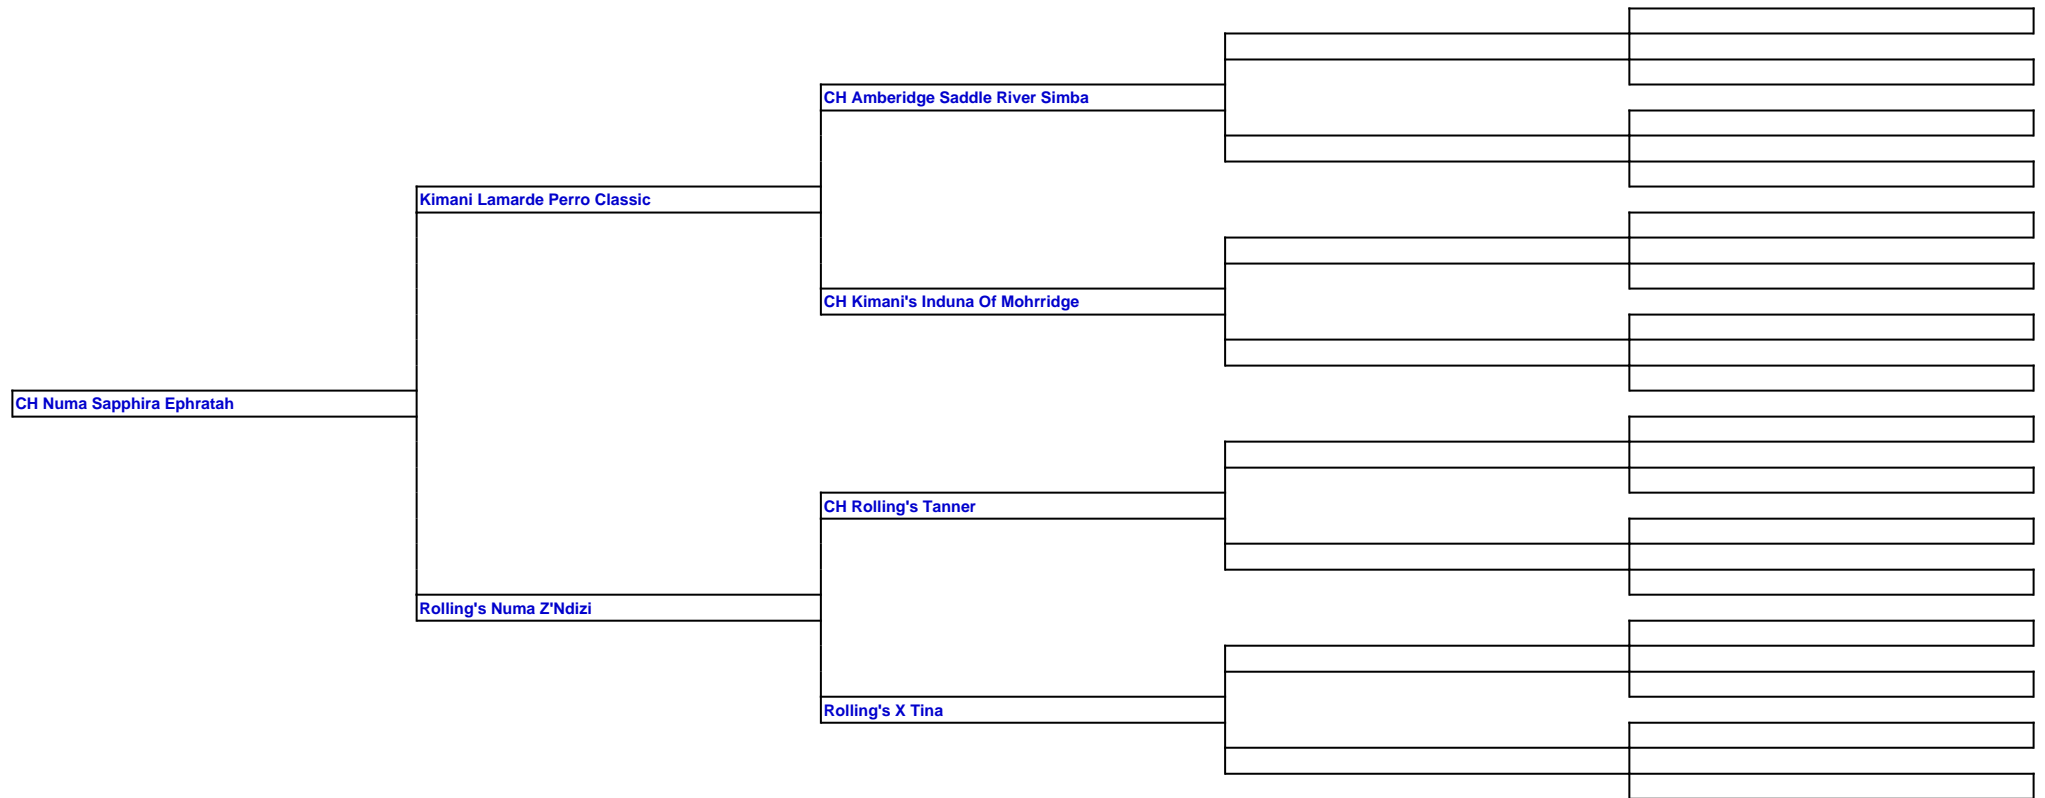 CH Amberidge Saddle River Simba
Kimani Lamarde Perro Classic
CH Kimani's Induna Of Mohrridge
CH Numa Sapphira Ephratah
CH Rolling's Tanner
Rolling's Numa Z'Ndizi
Rolling's X Tina